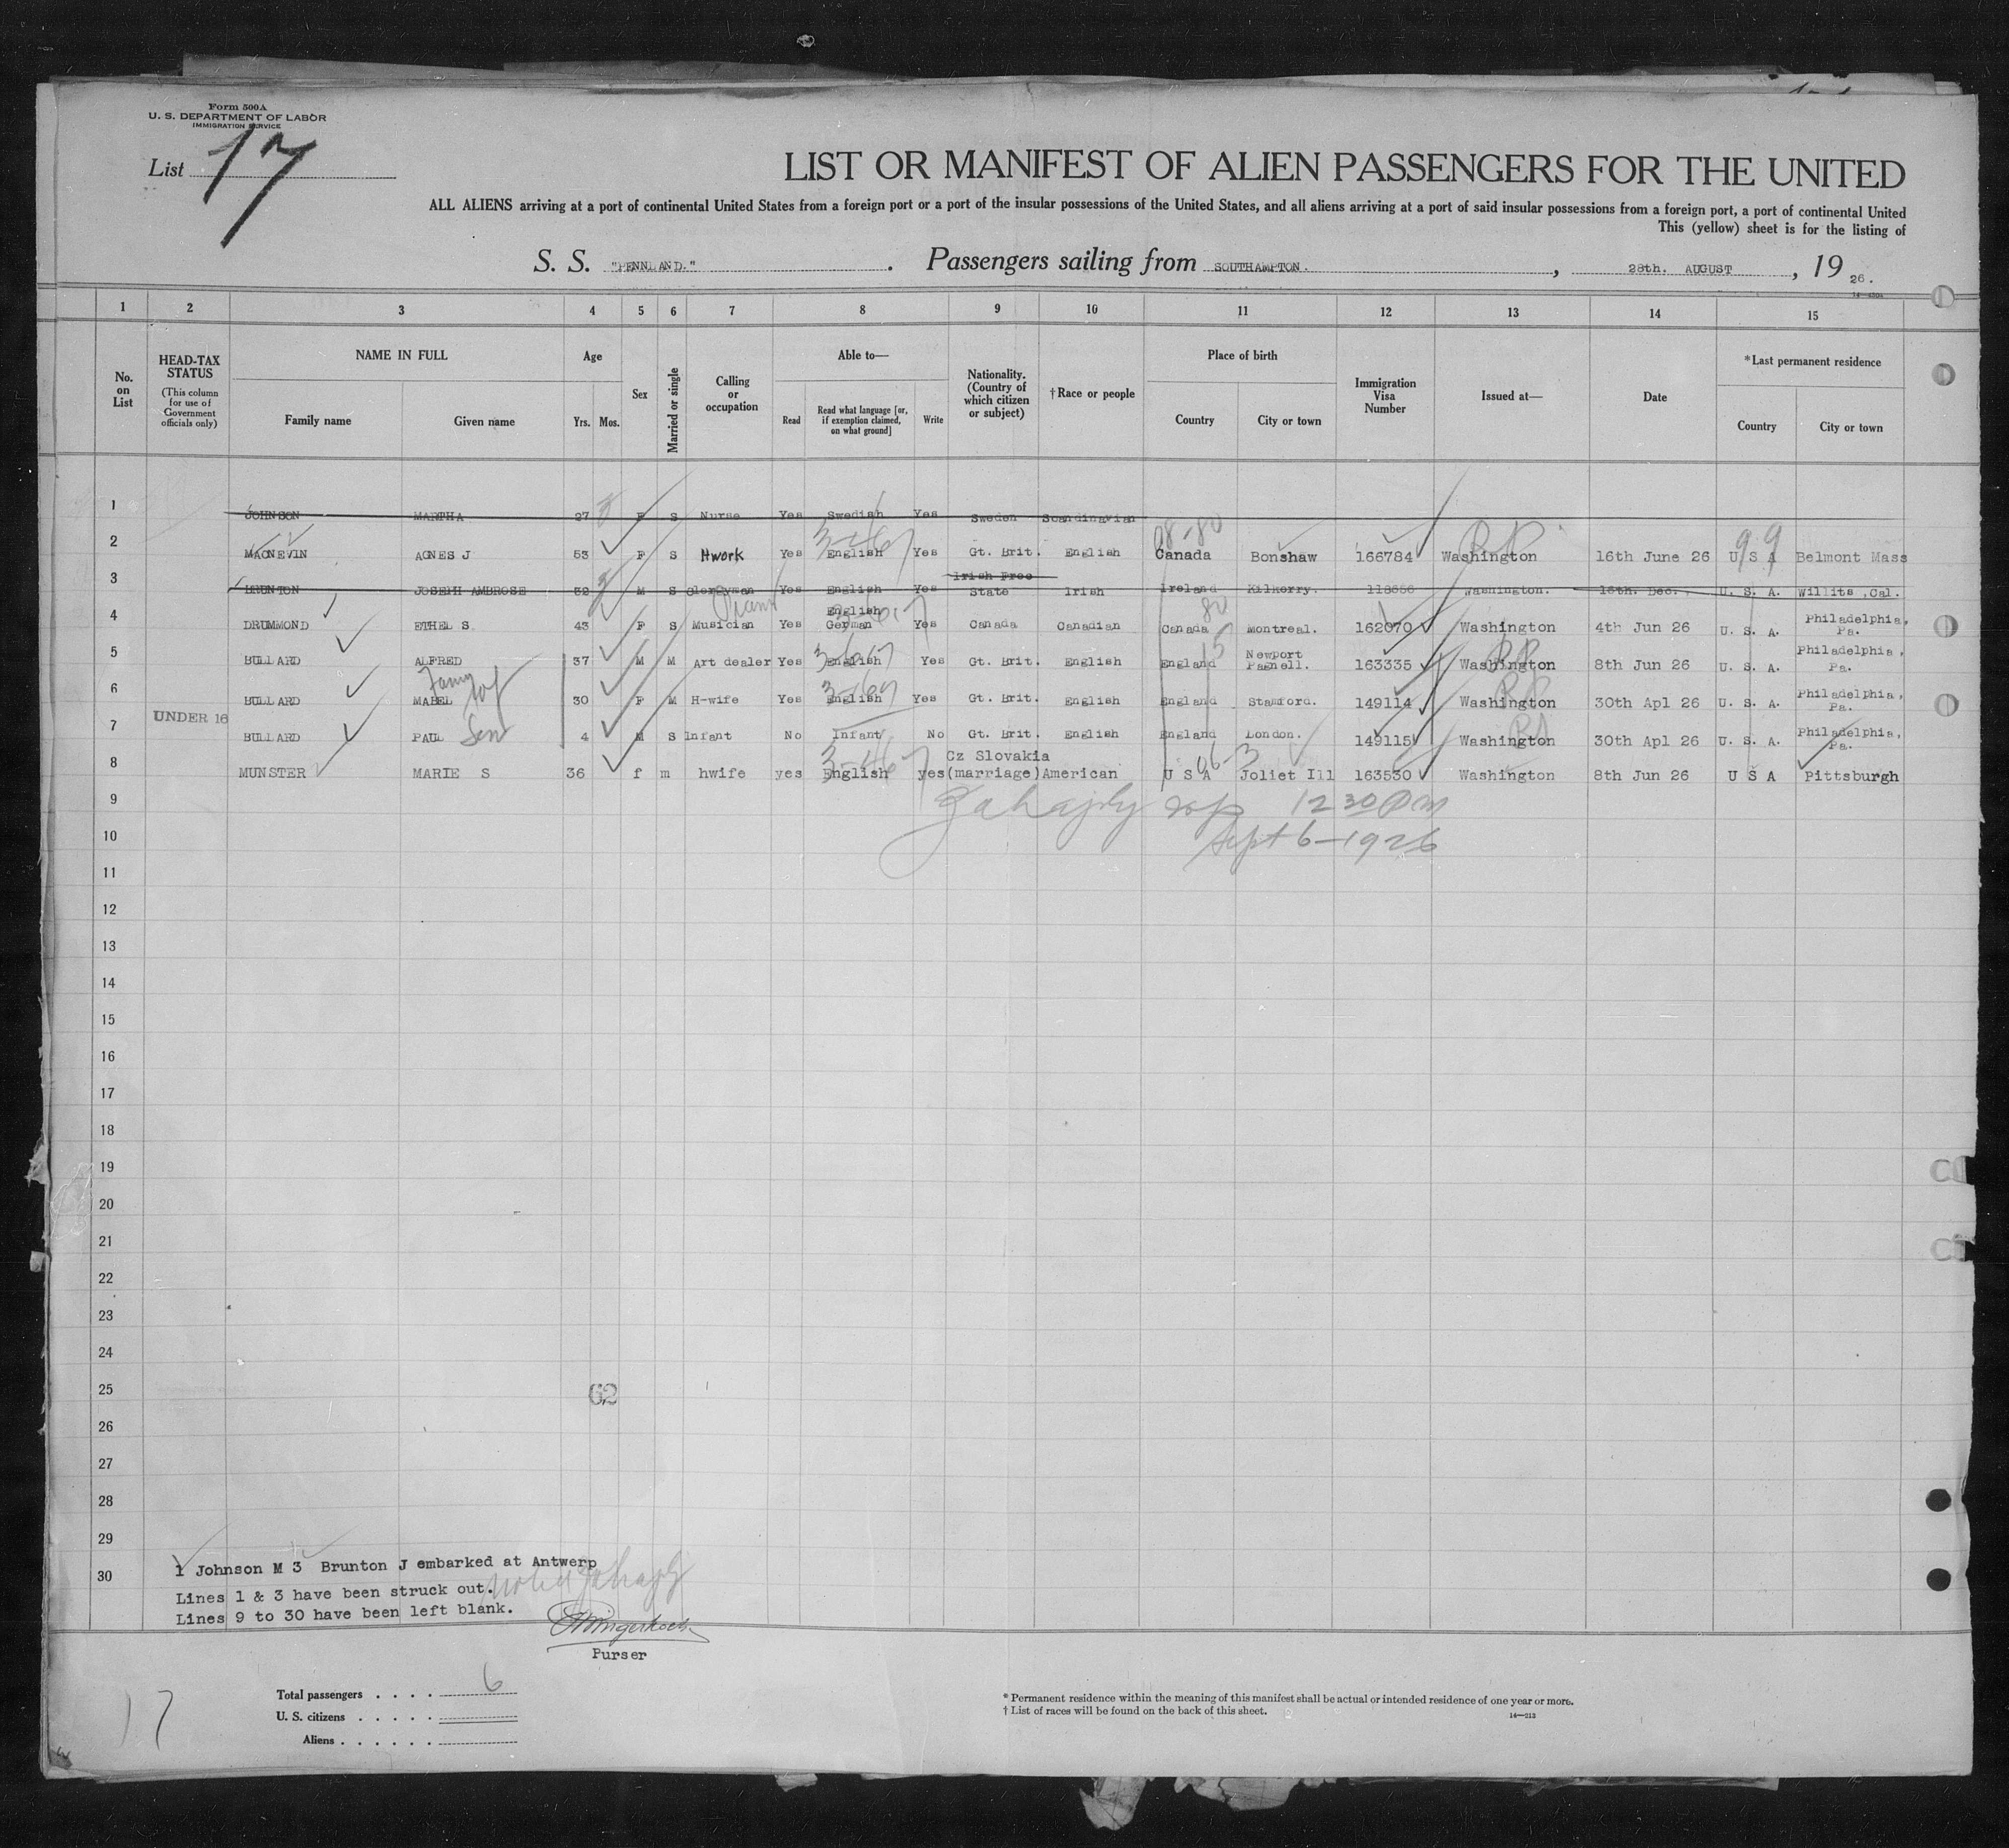 Form 500A
U. S. DEPARTMENT OF LABOR
IMMIGRATION SERVICE
List 17
LIST OR MANIFEST OF ALIEN PASSENGERS FOR THE UNITED
ALL ALIENS arriving at a port of continental United States from a foreign port or a port of the insular possessions of the United States, and all aliens arriving at a port of said insular possessions from a foreign port, a port of continental United
This (yellow) sheet is for the listing of
S. S. "PENNLAND." . Passengers sailing from SOUTHAMPTON. , 28th. AUGUST , 19 26.
1 2 3 4 5 6 7 8 9 10 11 12 13 14 15
No. on List
HEAD-TAX STATUS
(This column for use of Government officials only)
NAME IN FULL
Family name Given name
Age
Yrs. Mos.
Sex
Married or single
Calling or occupation
Able to—
Read Read what language [or, if exemption claimed, on what ground] Write
Nationality. (Country of which citizen or subject)
†Race or people
Place of birth
Country City or town
Immigration Visa Number
Issued at—
Date
*Last permanent residence
Country City or town
1 JOHNSON MARTHA 27 F S Nurse Yes Swedish Yes Sweden Scandinavian
2 MACNEVIN AGNES J 53 F S Hwork Yes English Yes Gt. Brit. English Canada Bonshaw 166784 Washington 16th June 26 U S A Belmont Mass
3 BRUNTON JOSEPH AMBROSE 52 M S Clergyman Yes English Yes Irish Free State Irish Ireland Kilkerry. 118656 Washington. 18th. Dec. U. S. A. Willits, Cal.
4 DRUMMOND ETHEL S. 43 F S Musician Yes English German Yes Canada Canadian Canada Montreal. 162070 Washington 4th Jun 26 U. S. A. Philadelphia, Pa.
5 BULLARD ALFRED 37 M M Art dealer Yes English Yes Gt. Brit. English England Newport Pagnell. 163335 Washington 8th Jun 26 U. S. A. Philadelphia, Pa.
6 BULLARD MABEL wf 30 F M H-wife Yes English Yes Gt. Brit. English England Stamford. 149114 Washington 30th Apl 26 U. S. A. Philadelphia, Pa.
7 UNDER 16 BULLARD PAUL Son 4 M S Infant No Infant No Gt. Brit. English England London. 149115 Washington 30th Apl 26 U. S. A. Philadelphia, Pa.
8 MUNSTER MARIE S 36 f m hwife yes English yes Cz Slovakia (marriage) American U S A Joliet Ill 163530 Washington 8th Jun 26 U S A Pittsburgh
9 12 30 PM
10 Sept 6-1926
11
12
13
14
15
16
17
18
19
20
21
22
23
24
25 62
26
27
28
29
30
1 Johnson M 3 Brunton J embarked at Antwerp
Lines 1 & 3 have been struck out.
Lines 9 to 30 have been left blank.
Purser
Total passengers . . . . 6
U. S. citizens . . . . .
Aliens . . . . . .
17
* Permanent residence within the meaning of this manifest shall be actual or intended residence of one year or more.
† List of races will be found on the back of this sheet.
14—213